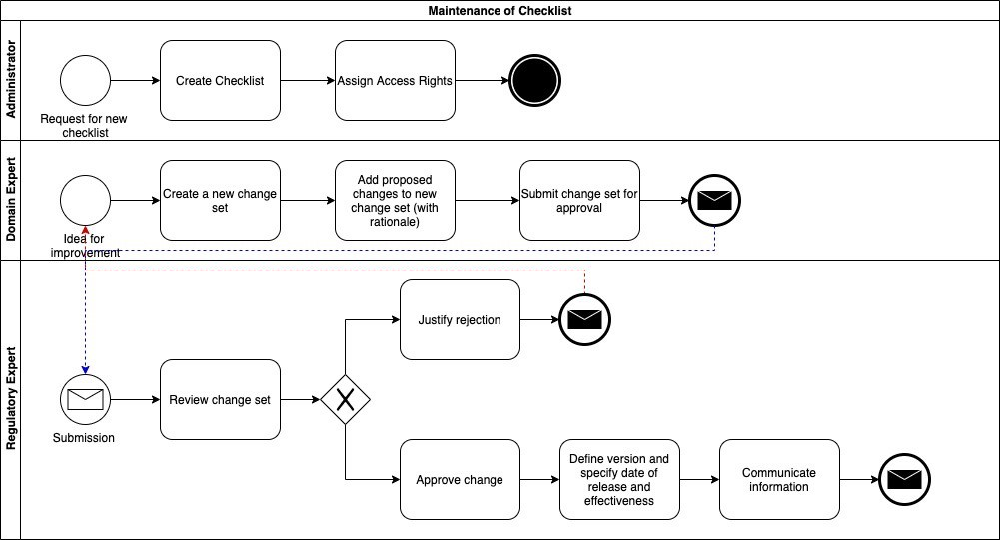 Maintenance of Checklist
Administrator
Request for new
checklist
Create Checklist
Assign Access Rights
Domain Expert
Idea for
improvement
Create a new change
set
Add proposed
changes to new
change set (with
rationale)
Submit change set for
approval
Regulatory Expert
Submission
Review change set
X
Justify rejection
Approve change
Define version and
specify date of
release and
effectiveness
Communicate
information